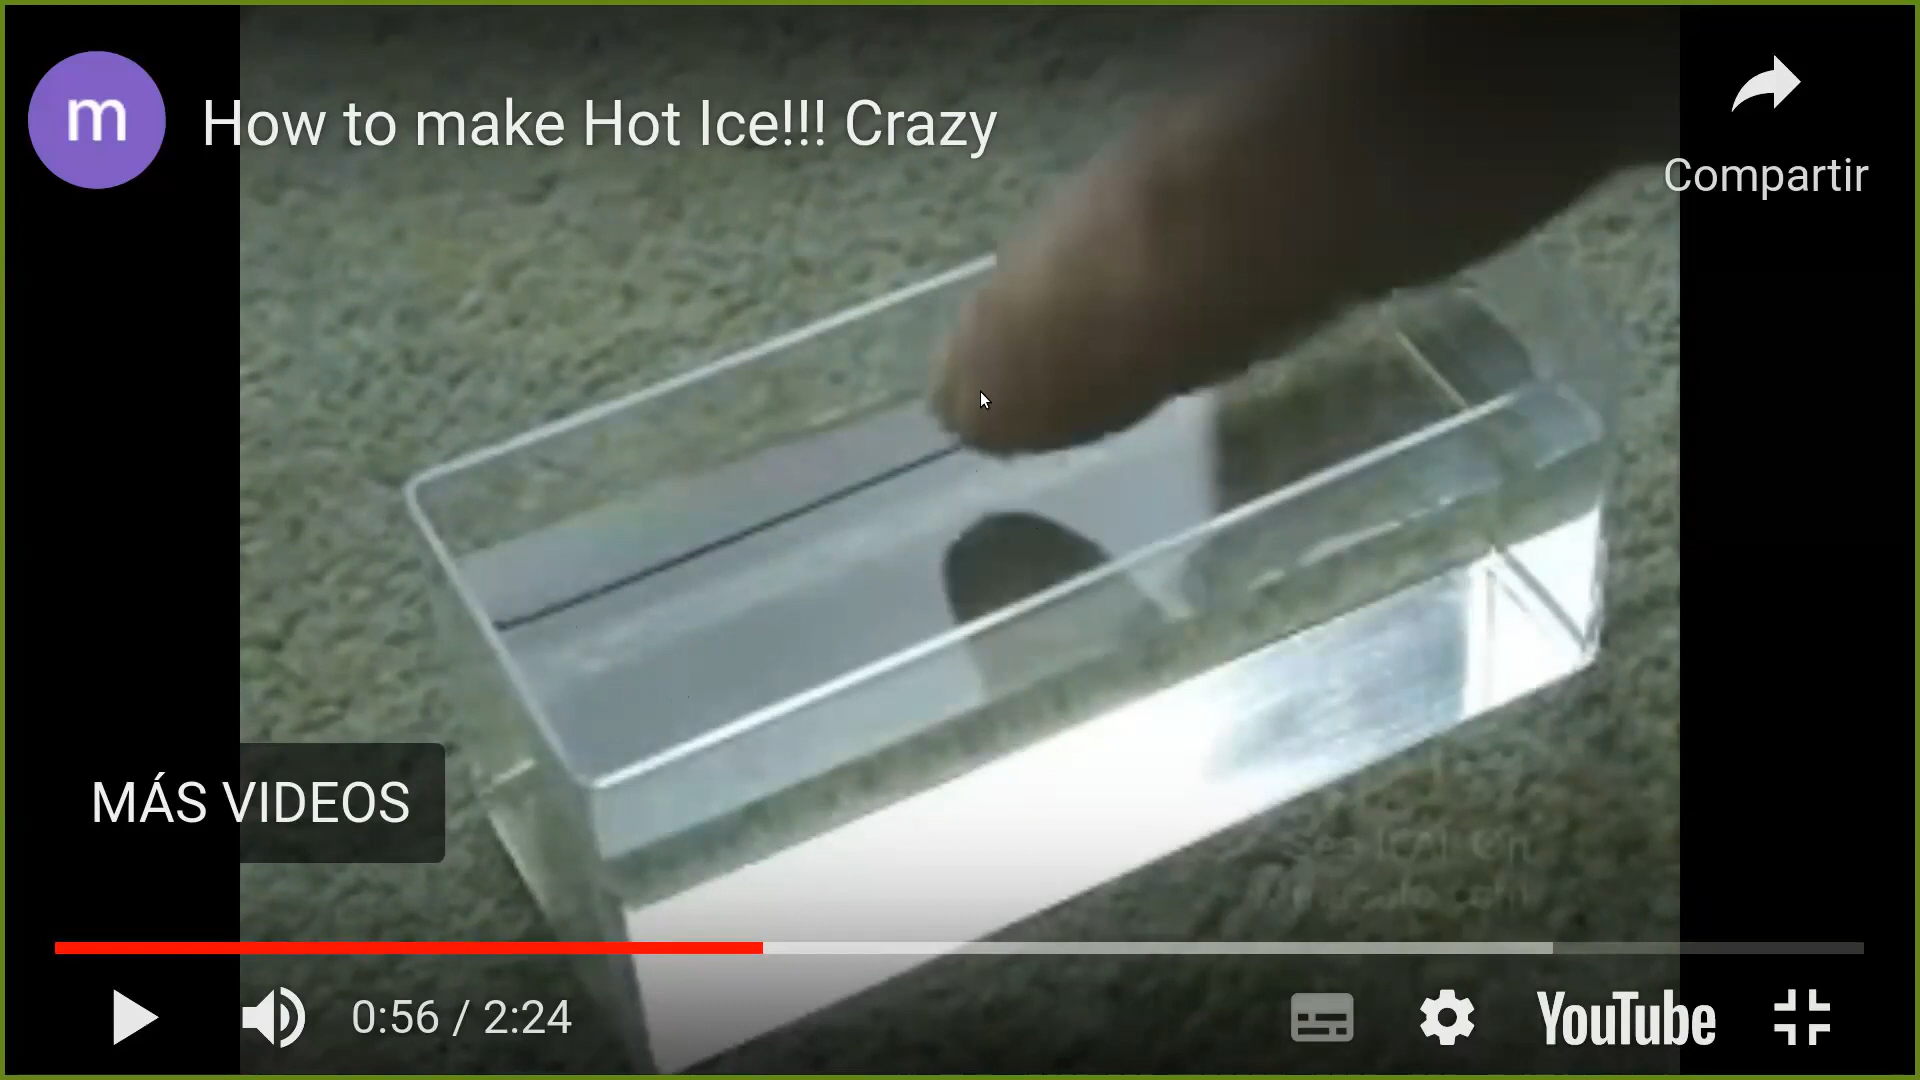 m
How to make Hot Ice!!! Crazy
Compartir
MÁS VIDEOS
0:56 / 2:24
YouTube